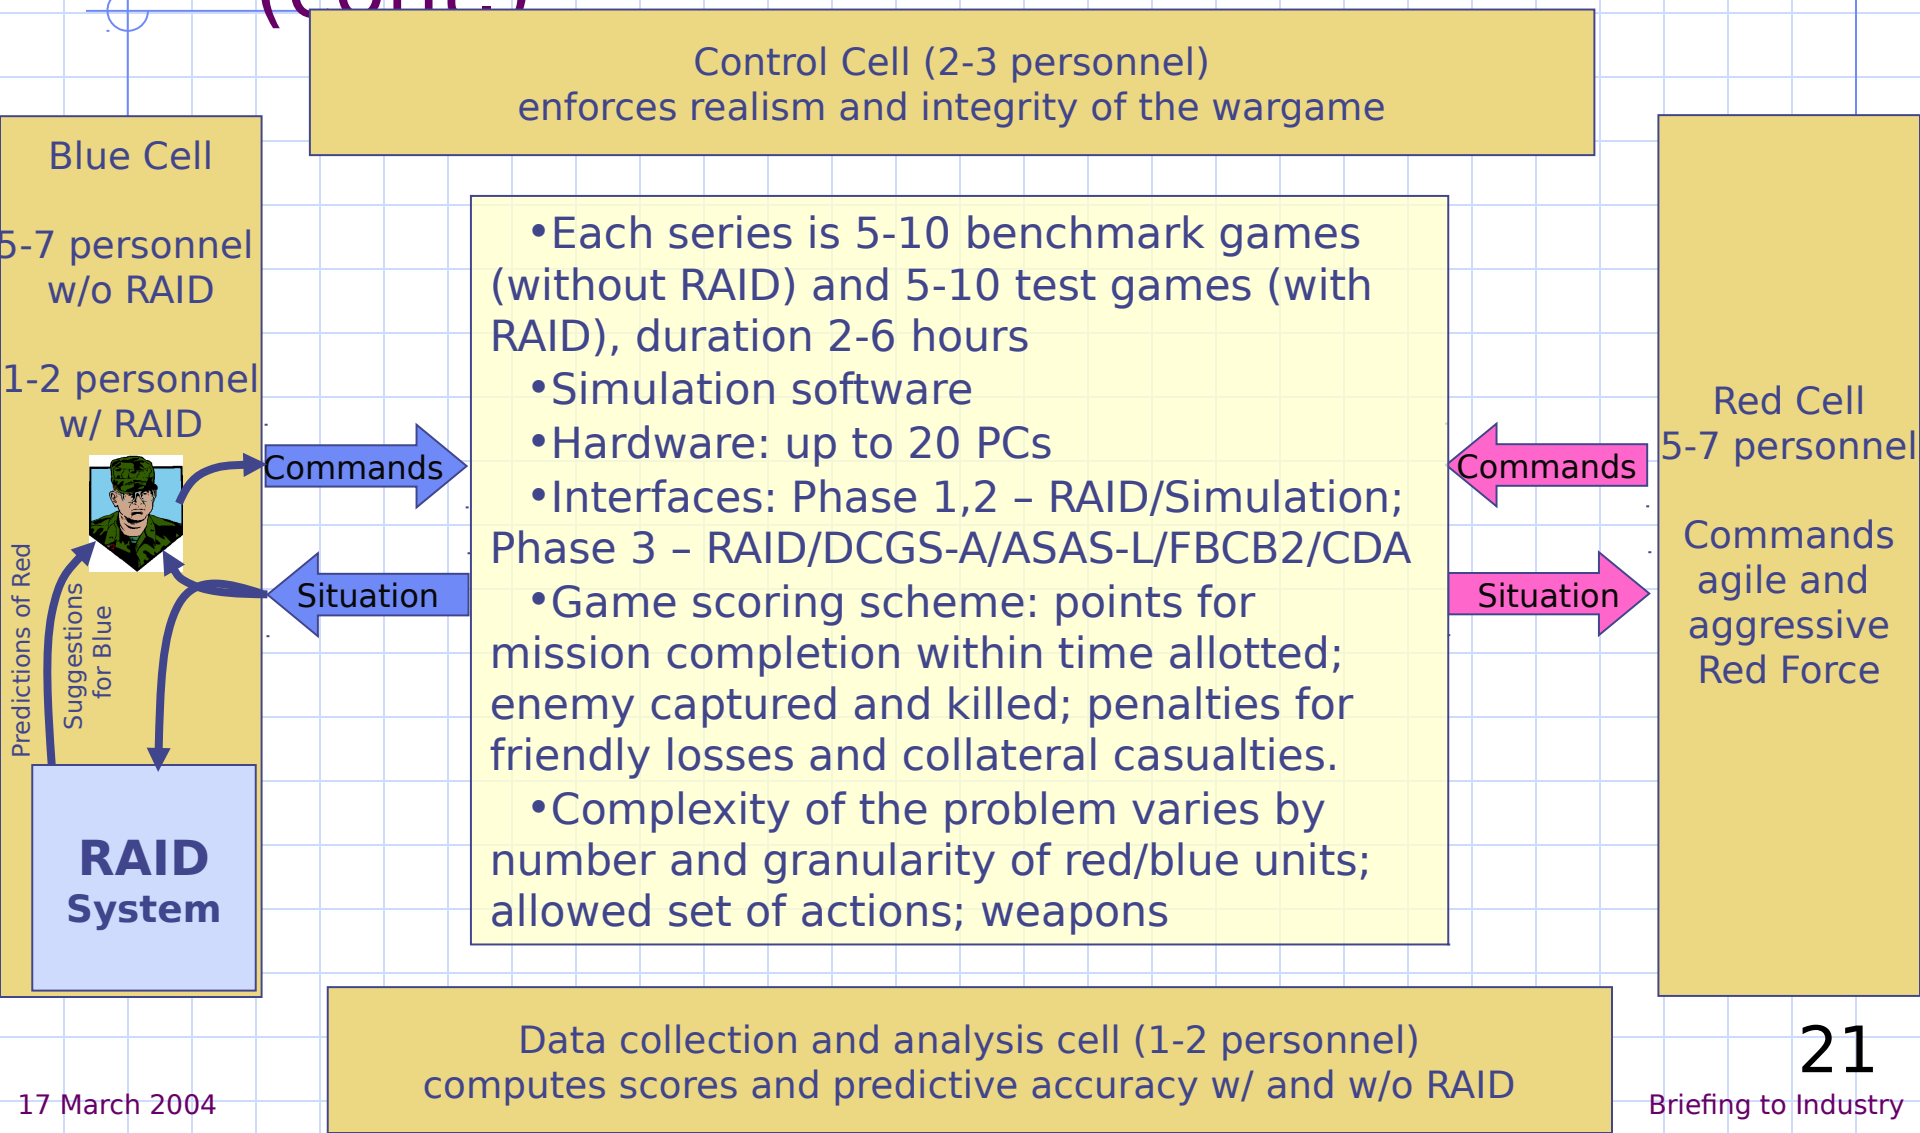 (cont.)
Control Cell (2-3 personnel)
enforces realism and integrity of the wargame
Blue Cell
5-7 personnel
w/o RAID
1-2 personnel
w/ RAID
Commands
Situation
Predictions of Red
Suggestions
for Blue
RAID
System
•Each series is 5-10 benchmark games
(without RAID) and 5-10 test games (with
RAID), duration 2-6 hours
•Simulation software
•Hardware: up to 20 PCs
•Interfaces: Phase 1,2 – RAID/Simulation;
Phase 3 – RAID/DCGS-A/ASAS-L/FBCB2/CDA
•Game scoring scheme: points for
mission completion within time allotted;
enemy captured and killed; penalties for
friendly losses and collateral casualties.
•Complexity of the problem varies by
number and granularity of red/blue units;
allowed set of actions; weapons
Commands
Situation
Red Cell
5-7 personnel
Commands
agile and
aggressive
Red Force
Data collection and analysis cell (1-2 personnel)
computes scores and predictive accuracy w/ and w/o RAID
21
17 March 2004
Briefing to Industry